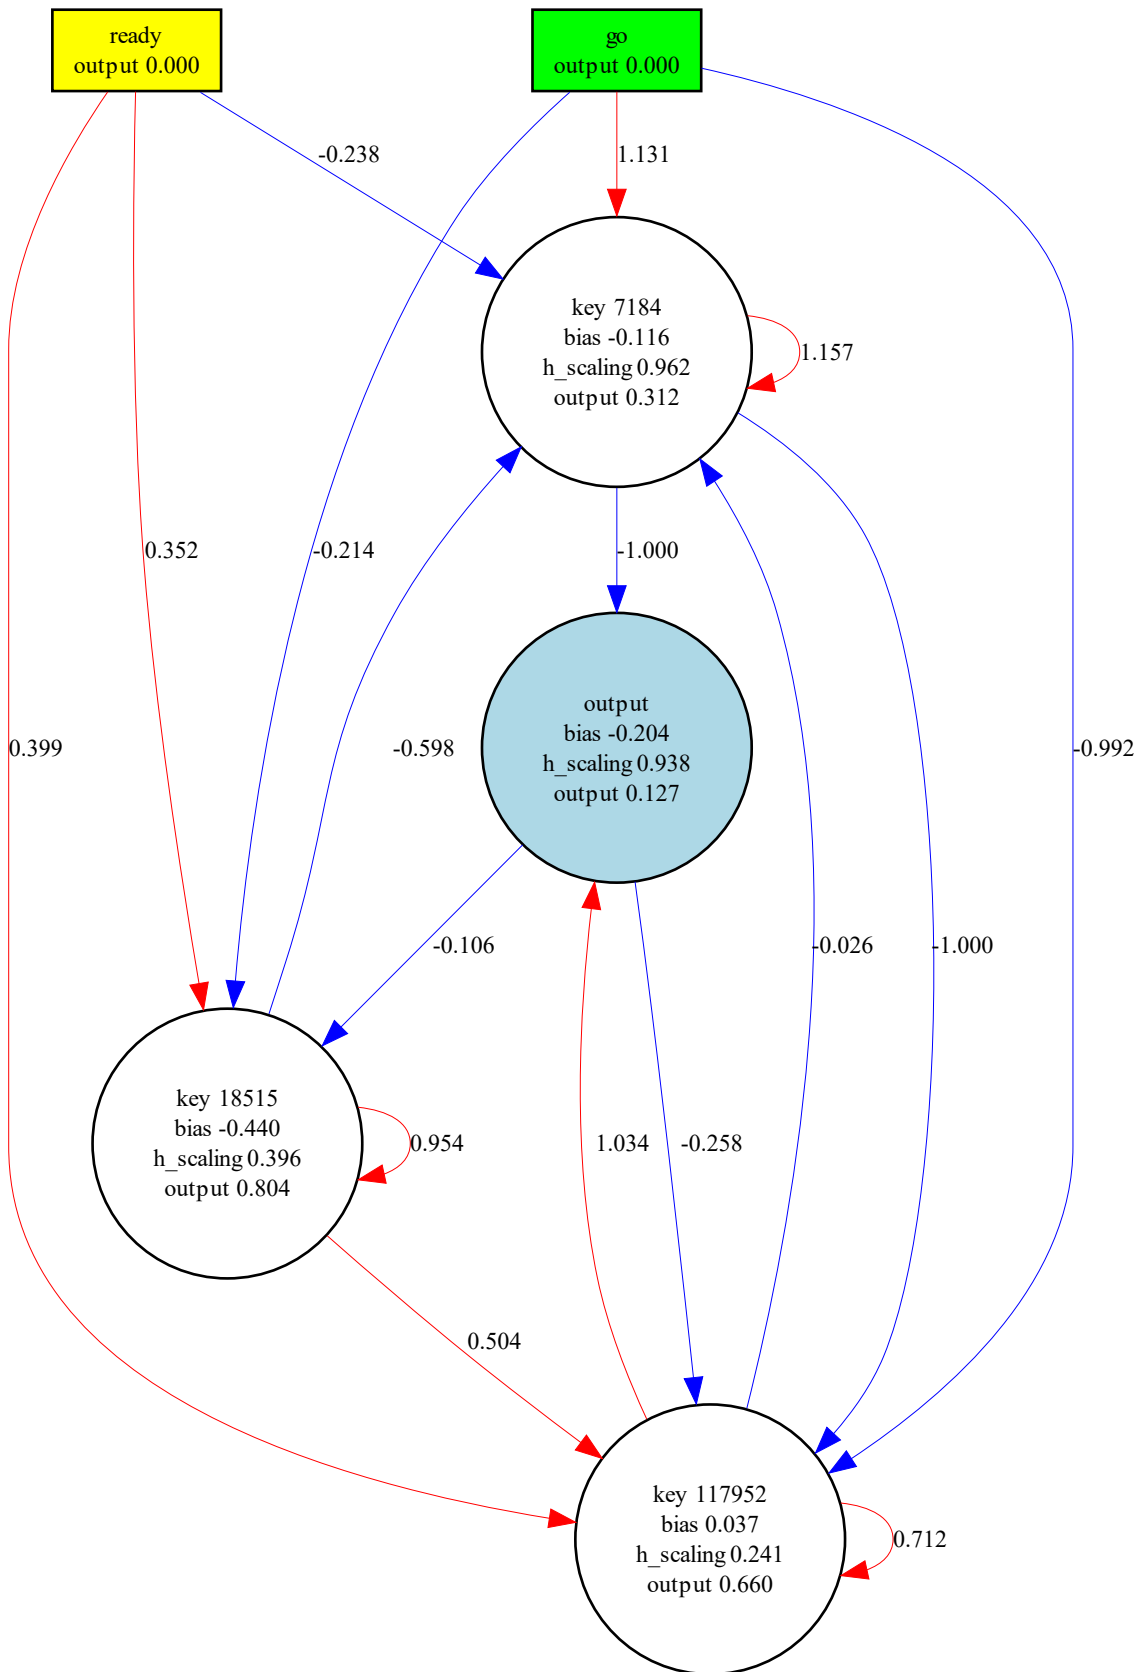 ready
output 0.000
go
output 0.000
-0.238
1.131
key 7184
bias -0.116
h_scaling 0.962
output 0.312
1.157
0.352
-0.214
-1.000
output
bias -0.204
h_scaling 0.938
output 0.127
0.399
-0.598
-0.992
-0.106
-0.026
-1.000
key 18515
bias -0.440
h_scaling 0.396
output 0.804
0.954
1.034
-0.258
0.504
key 117952
bias 0.037
h_scaling 0.241
output 0.660
0.712